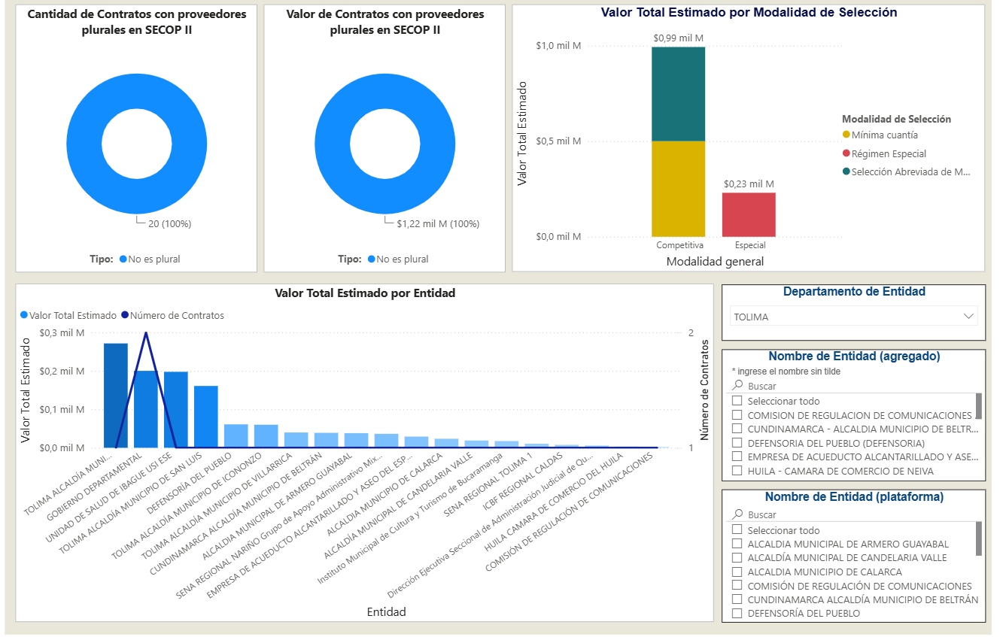 Cantidad de Contratos con proveedores
plurales en SECOP II
20 (100%)
Tipo: No es plural
Valor de Contratos con proveedores
plurales en SECOP II
$1,22 mil M (100%)
Tipo: No es plural
Valor Total Estimado por Modalidad de Selección
Valor Total Estimado
$1,0 mil M
$0,5 mil M
$0,0 mil M
$0,99 mil M
$0,23 mil M
Competitiva
Especial
Modalidad general
Modalidad de Selección
Mínima cuantía
Régimen Especial
Selección Abreviada de M...
Valor Total Estimado por Entidad
Valor Total Estimado Número de Contratos
Valor Total Estimado
$0,3 mil M
$0,2 mil M
$0,1 mil M
$0,0 mil M
2
1
Número de Contratos
TOLIMA ALCALDÍA MUNI...
GOBIERNO DEPARTAMENTAL
UNIDAD DE SALUD DE IBAGUE USI ESE
TOLIMA ALCALDÍA MUNICIPIO DE SAN LUIS
DEFENSORÍA DEL PUEBLO
TOLIMA ALCALDÍA MUNICIPIO DE ICONONZO
TOLIMA ALCALDÍA MUNICIPIO DE VILLARRICA
CUNDINAMARCA ALCALDÍA MUNICIPIO DE BELTRÁN
ALCALDIA MUNICIPAL DE ARMERO GUAYABAL
SENA REGIONAL NARIÑO Grupo de Apoyo Administrativo Mix...
EMPRESA DE ACUEDUCTO ALCANTARILLADO Y ASEO DEL ESP...
ALCALDIA MUNICIPIO DE CALARCA
ALCALDÍA MUNICIPAL DE CANDELARIA VALLE
Instituto Municipal de Cultura y Turismo de Bucaramanga
SENA REGIONAL TOLIMA 1
ICBF REGIONAL CALDAS
Dirección Ejecutiva Seccional de Administración Judicial de Qu...
HUILA CAMARA DE COMERCIO DEL HUILA
COMISIÓN DE REGULACIÓN DE COMUNICACIONES
Entidad
Departamento de Entidad
TOLIMA
Nombre de Entidad (agregado)
* ingrese el nombre sin tilde
Buscar
Seleccionar todo
COMISION DE REGULACION DE COMUNICACIONES
CUNDINAMARCA - ALCALDIA MUNICIPIO DE BELTR...
DEFENSORIA DEL PUEBLO (DEFENSORIA)
EMPRESA DE ACUEDUCTO ALCANTARILLADO Y ASE...
HUILA - CAMARA DE COMERCIO DE NEIVA
Nombre de Entidad (plataforma)
Buscar
Seleccionar todo
ALCALDIA MUNICIPAL DE ARMERO GUAYABAL
ALCALDÍA MUNICIPAL DE CANDELARIA VALLE
ALCALDIA MUNICIPIO DE CALARCA
COMISIÓN DE REGULACIÓN DE COMUNICACIONES
CUNDINAMARCA ALCALDÍA MUNICIPIO DE BELTRÁN
DEFENSORÍA DEL PUEBLO